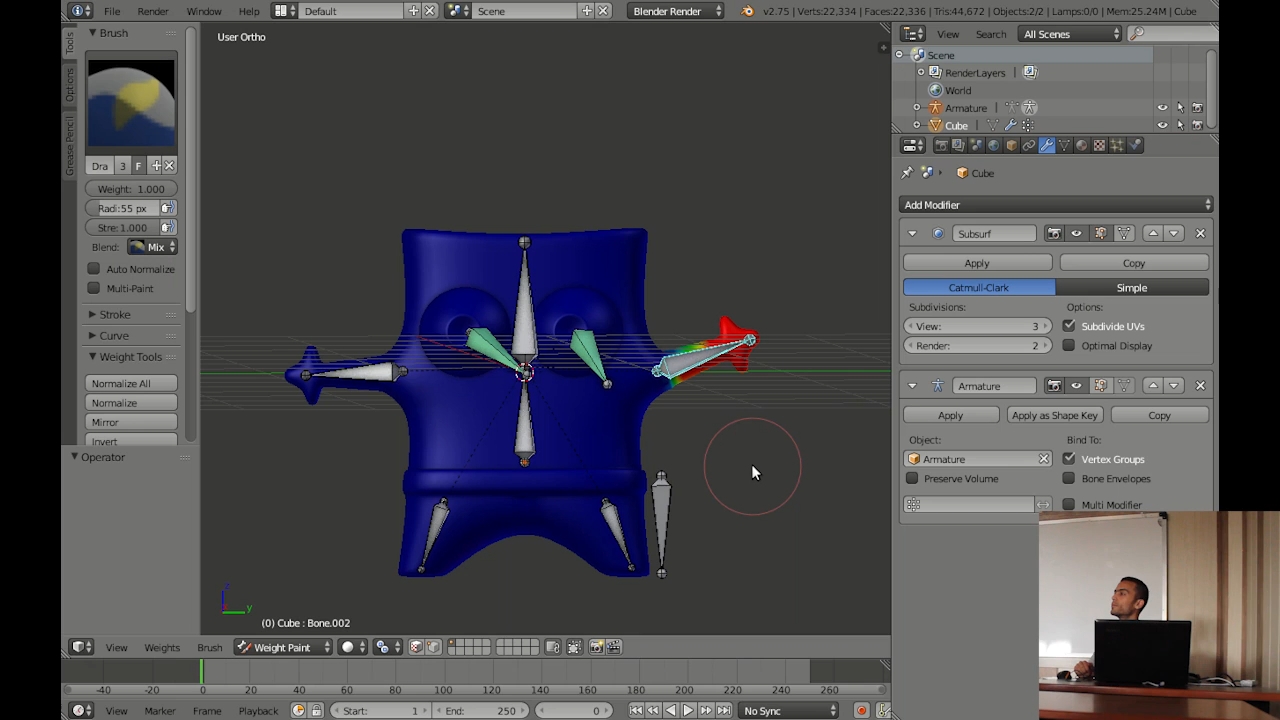 File Render Window Help Default Scene Blender Render v2.75 | Verts:22,334 | Faces:22,336 | Tris:44,672 | Objects:2/2 | Lamps:0/0 | Mem:25.24M | Cube
Tools
Options
Grease Pencil
Brush
Dra 3 F
Weight: 1.000
Radi:55 px
Stre: 1.000
Blend: Mix
Auto Normalize
Multi-Paint
Stroke
Curve
Weight Tools
Normalize All
Normalize
Mirror
Invert
Operator
User Ortho
z
y
(0) Cube : Bone.002
View Weights Brush Weight Paint
-40 -20 0 20 40 60 80 100 120 140 160 180 200 220 240 260
View Marker Frame Playback Start: 1 End: 250 0 No Sync
View Search All Scenes
Scene
RenderLayers
World
Armature
Cube
Cube
Add Modifier
Subsurf
Apply Copy
Catmull-Clark Simple
Subdivisions: Options:
View: 3 Subdivide UVs
Render: 2 Optimal Display
Armature
Apply Apply as Shape Key Copy
Object: Bind To:
Armature Vertex Groups
Preserve Volume Bone Envelopes
Multi Modifier